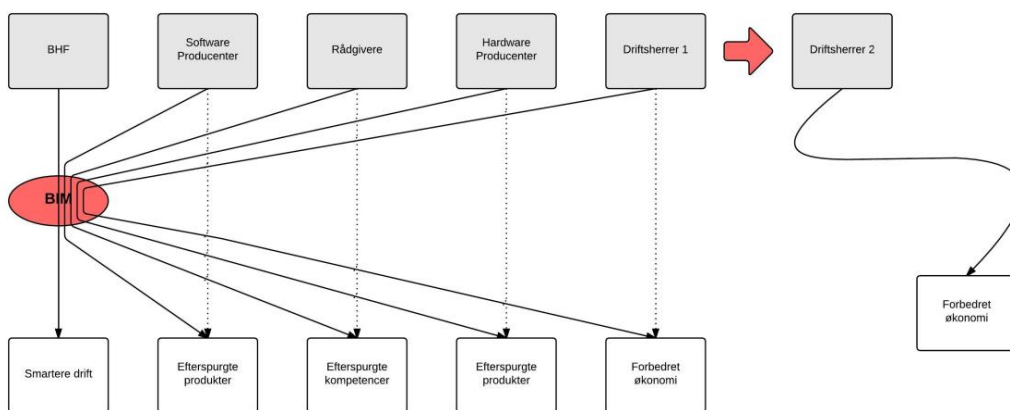 BHF
Software
Producenter
Rådgivere
Hardware
Producenter
Driftsherrer 1
Driftsherrer 2
BIM
Forbedret
økonomi
Smartere drift
Efterspurgte
produkter
Efterspurgte
kompetencer
Efterspurgte
produkter
Forbedret
økonomi